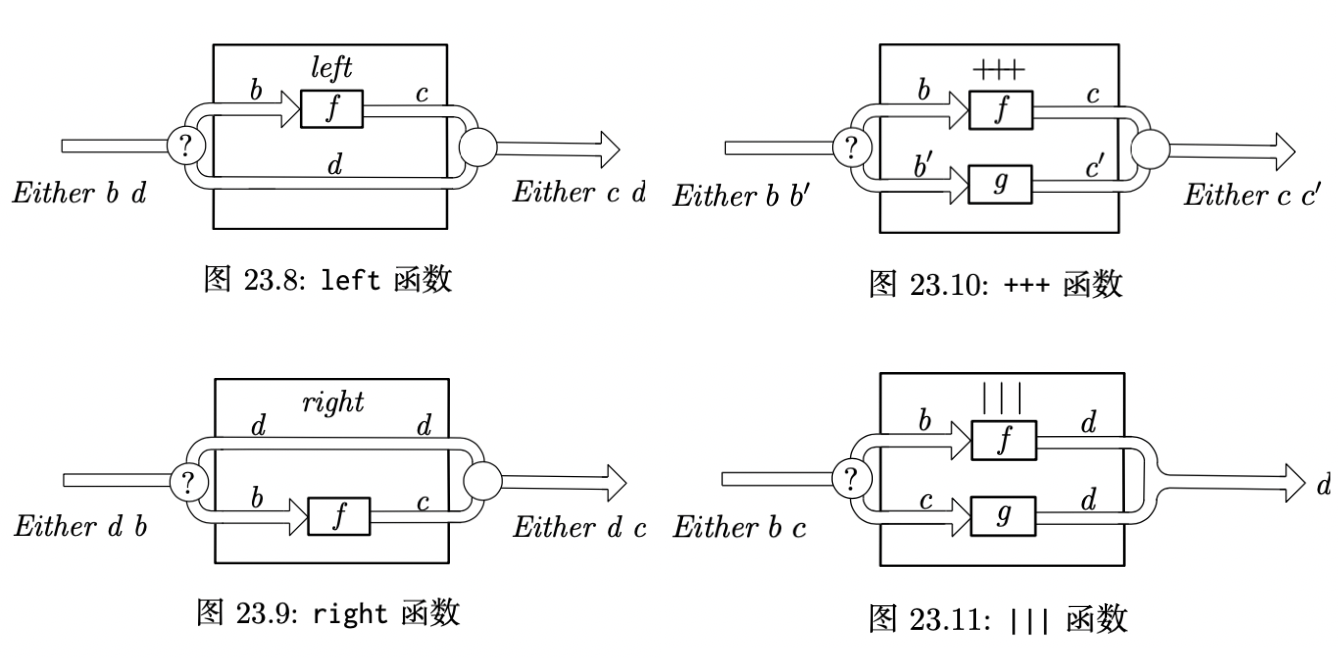 left
b
f
c
?
d
Either b d
Either c d
图 23.8: left 函数
+++
b
f
c
?
b′
g
c′
Either b b′
Either c c′
图 23.10: +++ 函数
right
d
d
?
b
f
c
Either d b
Either d c
图 23.9: right 函数
|||
b
f
d
?
d
c
g
d
Either b c
图 23.11: ||| 函数